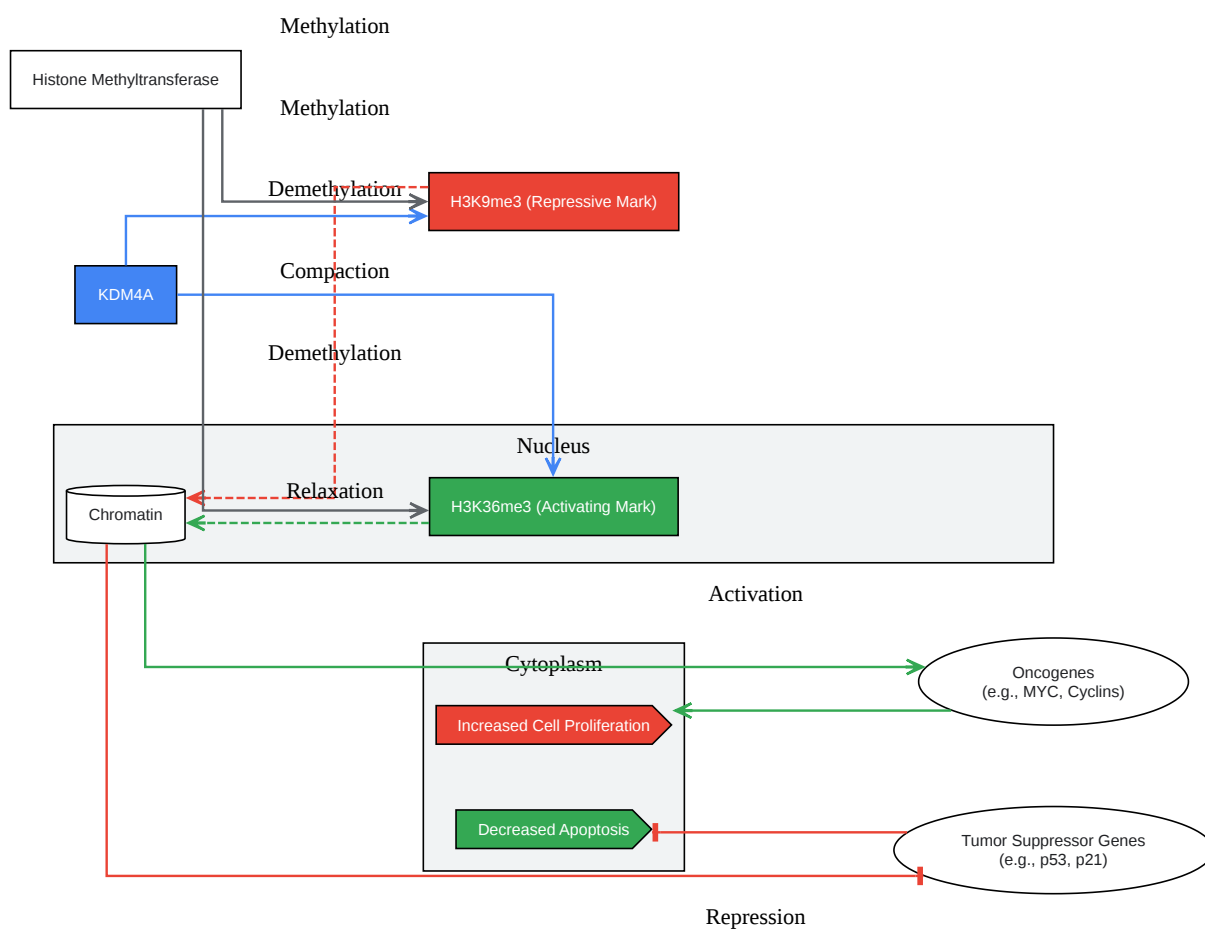 Methylation
Histone Methyltransferase
Methylation
Demethylation
H3K9me3 (Repressive Mark)
Compaction
KDM4A
Demethylation
Nucleus
Relaxation
H3K36me3 (Activating Mark)
Chromatin
Activation
Cytoplasm
Oncogenes
(e.g., MYC, Cyclins)
Increased Cell Proliferation
Decreased Apoptosis
Tumor Suppressor Genes
(e.g., p53, p21)
Repression